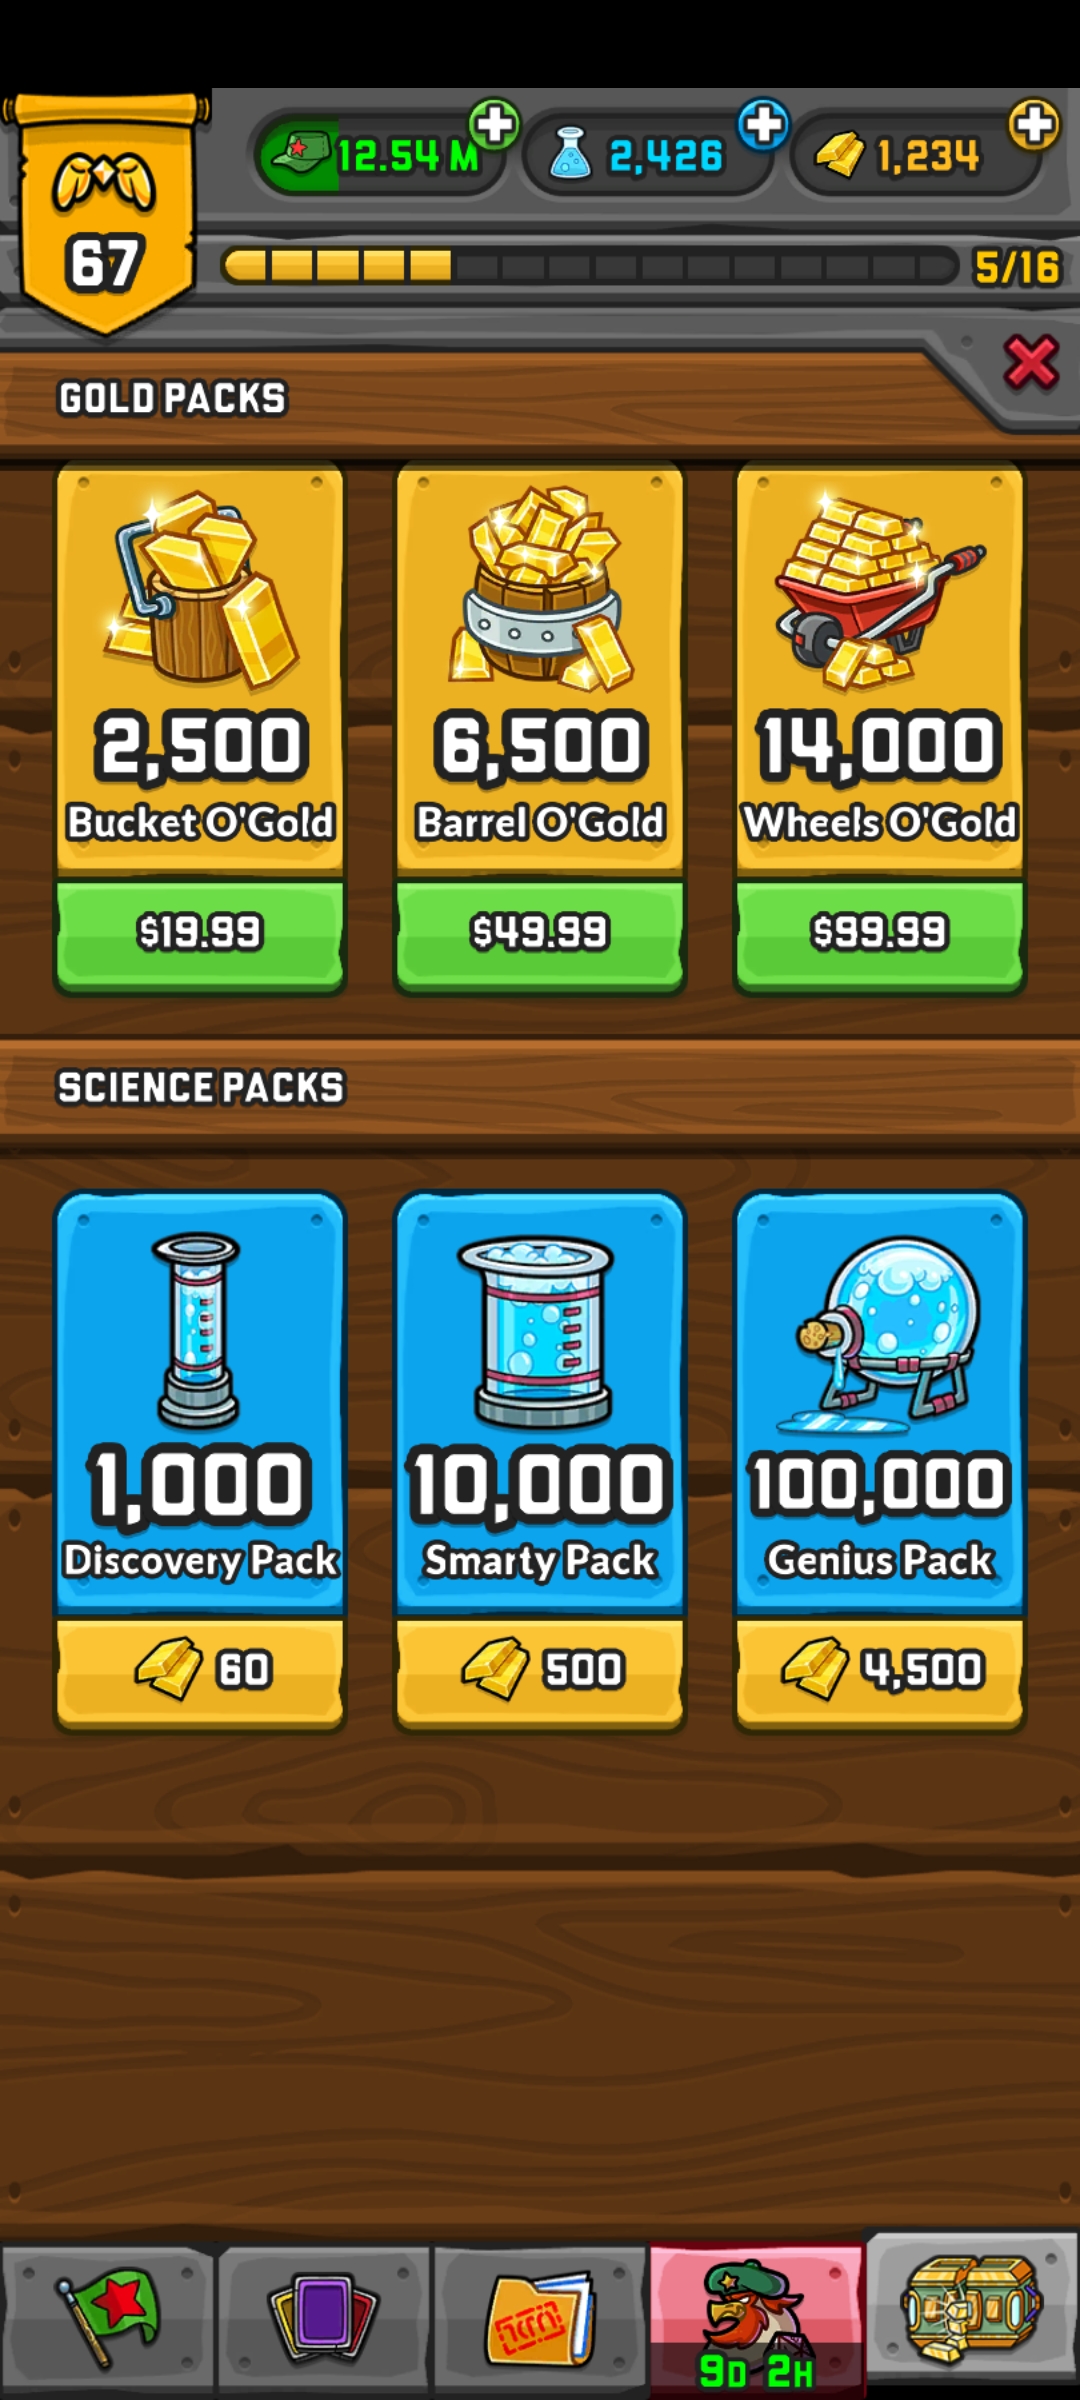 12.54 M 2,426 1,234
67
5/16
GOLD PACKS
2,500 6,500 14,000
Bucket O'Gold Barrel O'Gold Wheels O'Gold
$19.99 $49.99 $99.99
SCIENCE PACKS
1,000 10,000 100,000
Discovery Pack Smarty Pack Genius Pack
60 500 4,500
9D 2H